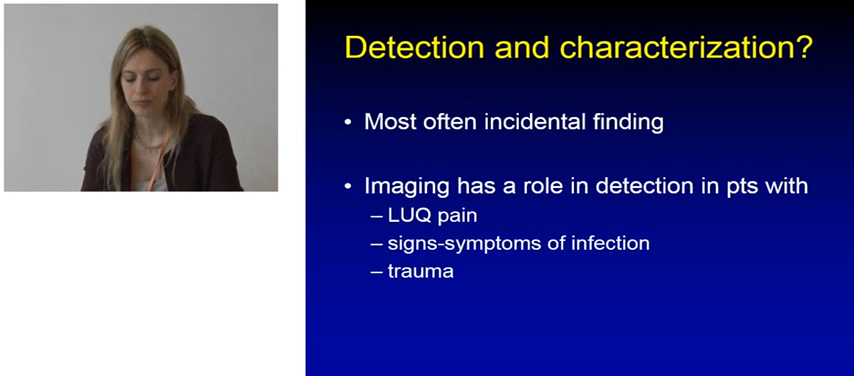 Detection and characterization?
• Most often incidental finding
• Imaging has a role in detection in pts with
– LUQ pain
– signs-symptoms of infection
– trauma